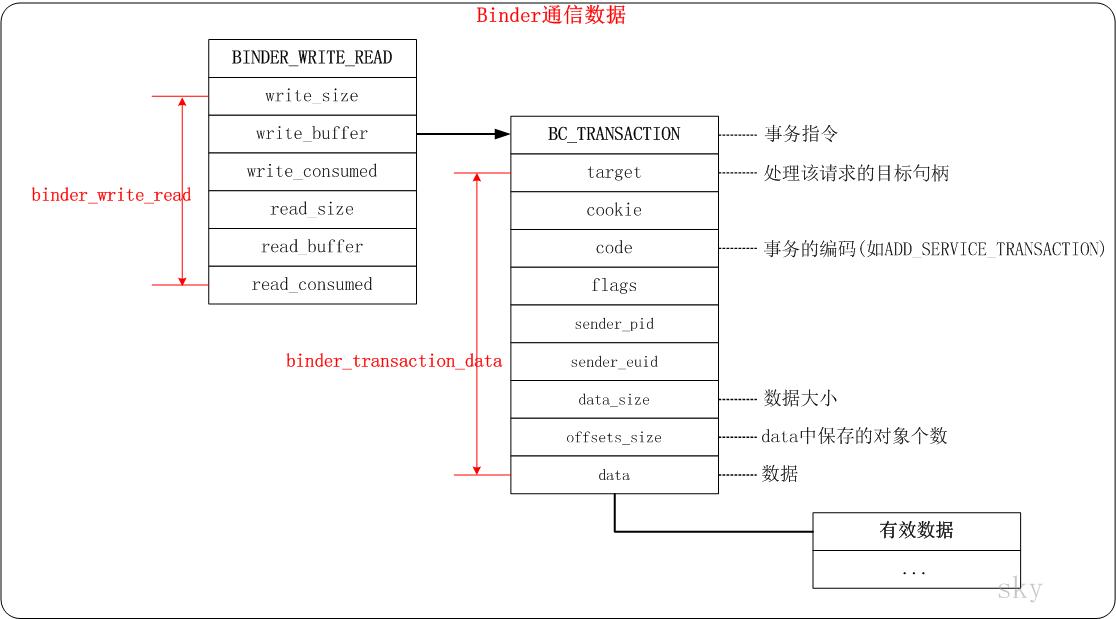 Binder通信数据
BINDER_WRITE_READ
write_size
write_buffer
write_consumed
read_size
read_buffer
read_consumed
binder_write_read
BC_TRANSACTION
target
cookie
code
flags
sender_pid
sender_euid
data_size
offsets_size
data
binder_transaction_data
事务指令
处理该请求的目标句柄
事务的编码(如ADD_SERVICE_TRANSACTION)
数据大小
data中保存的对象个数
数据
有效数据
...
sky